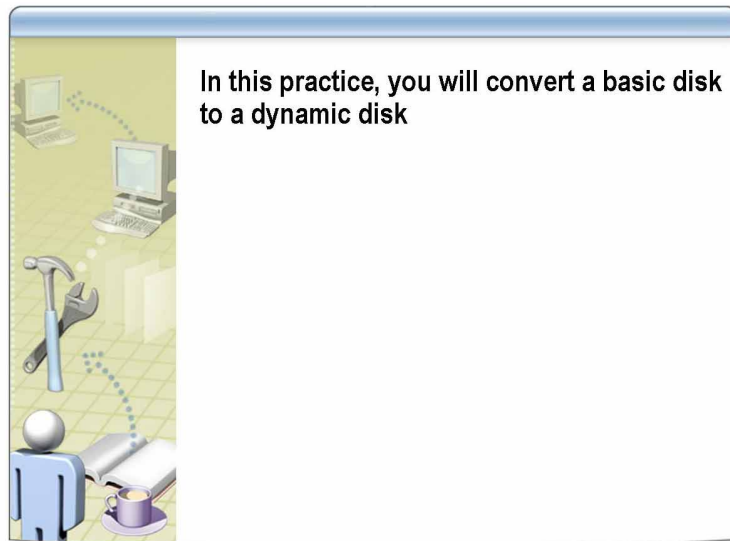 In this practice, you will convert a basic disk
to a dynamic disk